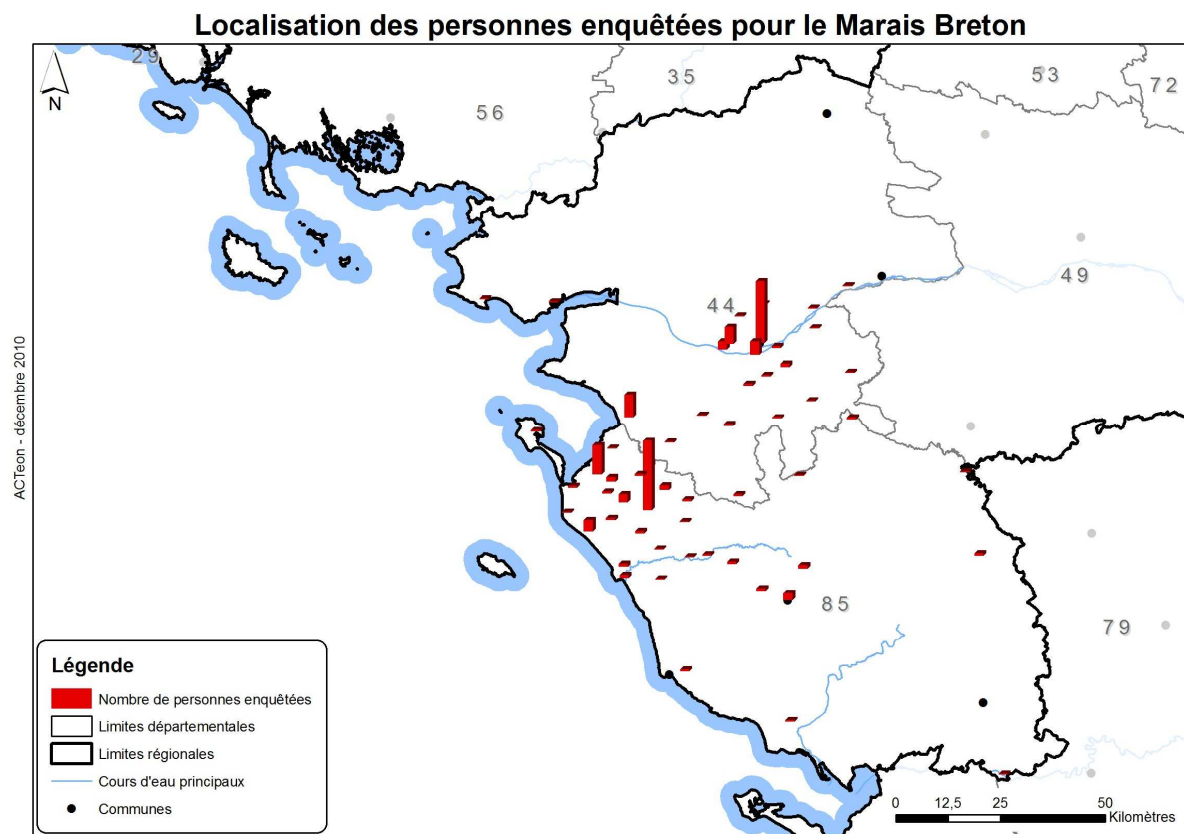 Localisation des personnes enquêtées pour le Marais Breton
N
29
35
53
72
56
49
44
85
79
ACTeon - décembre 2010
Légende
Nombre de personnes enquêtées
Limites départementales
Limites régionales
Cours d'eau principaux
Communes
0 12,5 25 50
Kilomètres